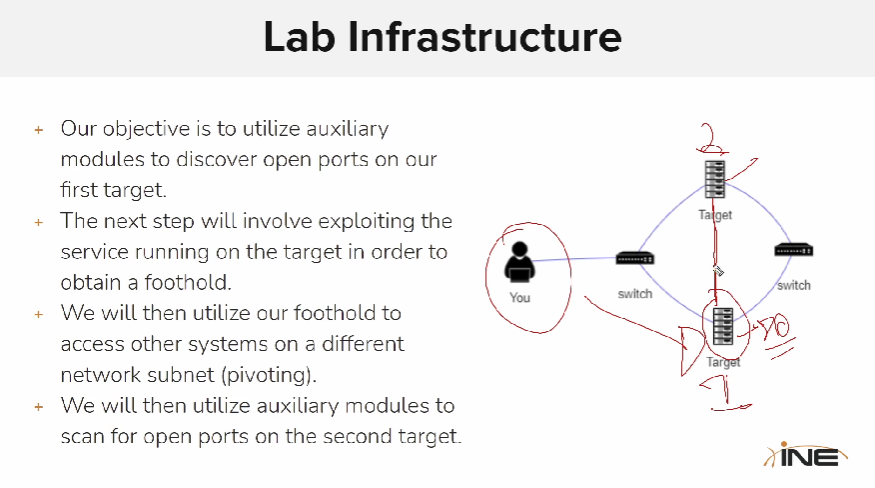 Lab Infrastructure
+ Our objective is to utilize auxiliary
modules to discover open ports on our
first target.
+ The next step will involve exploiting the
service running on the target in order to
obtain a foothold.
+ We will then utilize our foothold to
access other systems on a different
network subnet (pivoting).
+ We will then utilize auxiliary modules to
scan for open ports on the second target.
2
Target
You
switch
switch
Target
1
INE